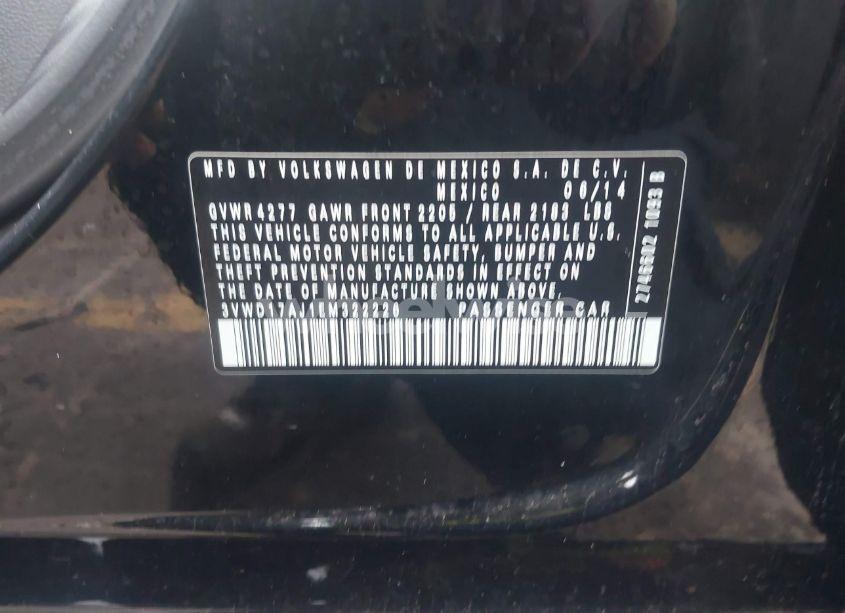 MFD BY VOLKSWAGEN DE MEXICO S.A. DE C.V.
MEXICO 06/14
GVWR 4277 GAWR FRONT 2205 / REAR 2183 LBS
THIS VEHICLE CONFORMS TO ALL APPLICABLE U.S.
FEDERAL MOTOR VEHICLE SAFETY, BUMPER AND
THEFT PREVENTION STANDARDS IN EFFECT ON
THE DATE OF MANUFACTURE SHOWN ABOVE.
3VWD17AJ1EM322226 PASSENGER CAR
1093 B